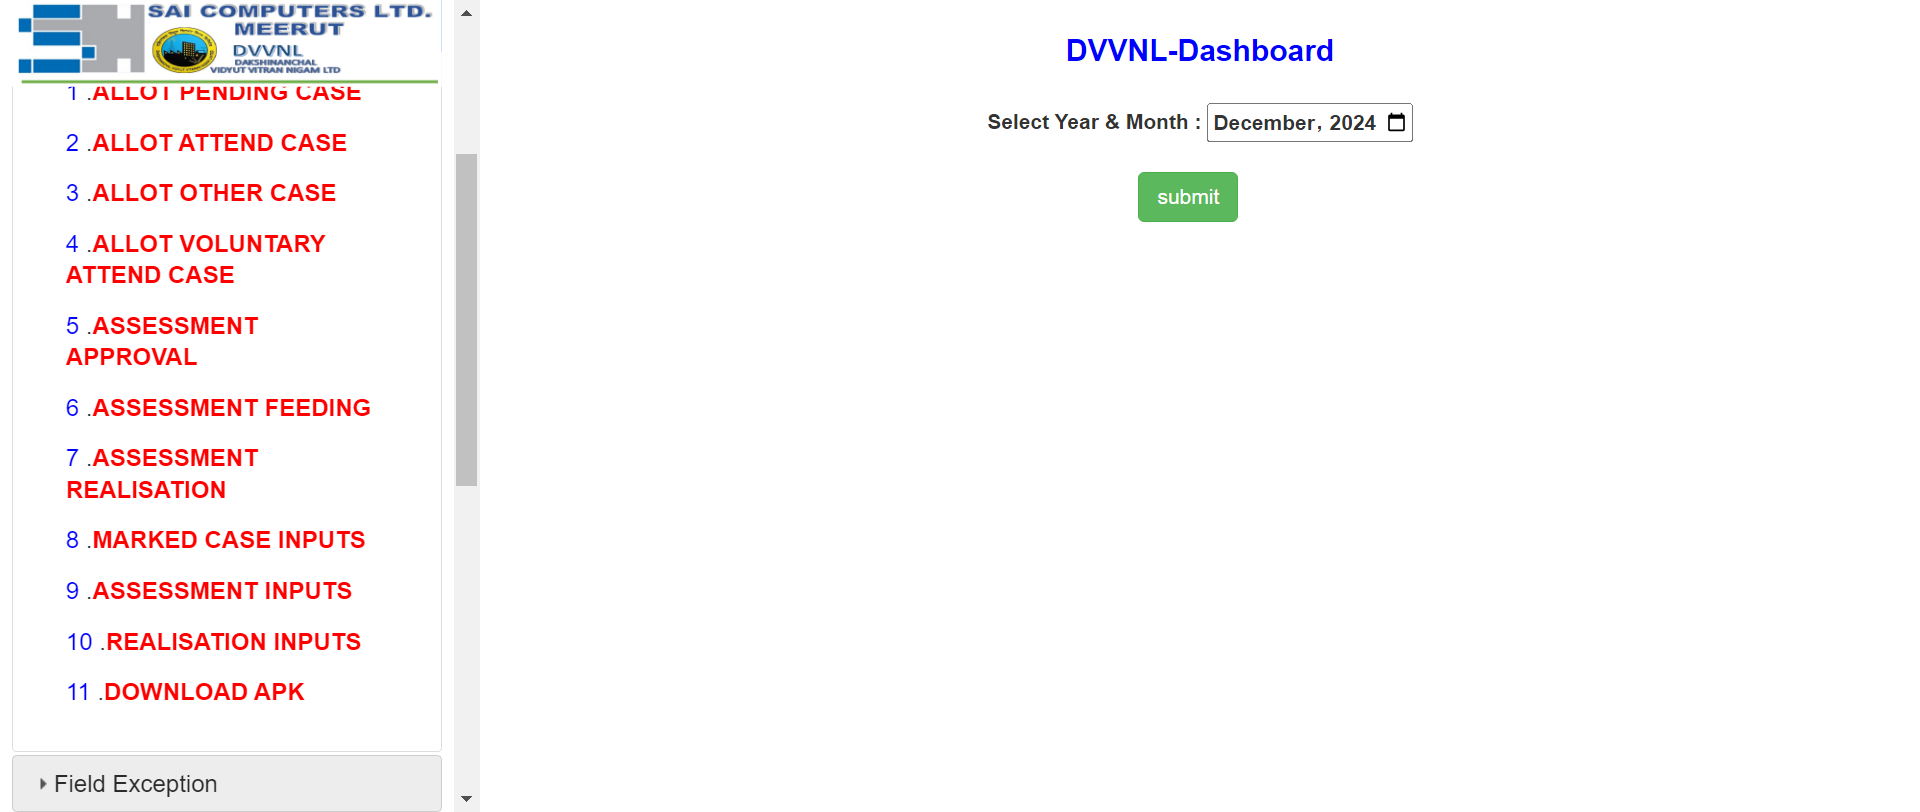 SAI COMPUTERS LTD.
MEERUT
DVVNL
DAKSHINANCHAL
VIDYUT VITRAN NIGAM LTD
1 .ALLOT PENDING CASE
2 .ALLOT ATTEND CASE
3 .ALLOT OTHER CASE
4 .ALLOT VOLUNTARY
ATTEND CASE
5 .ASSESSMENT
APPROVAL
6 .ASSESSMENT FEEDING
7 .ASSESSMENT
REALISATION
8 .MARKED CASE INPUTS
9 .ASSESSMENT INPUTS
10 .REALISATION INPUTS
11 .DOWNLOAD APK
Field Exception
DVVNL-Dashboard
Select Year & Month : December, 2024
submit